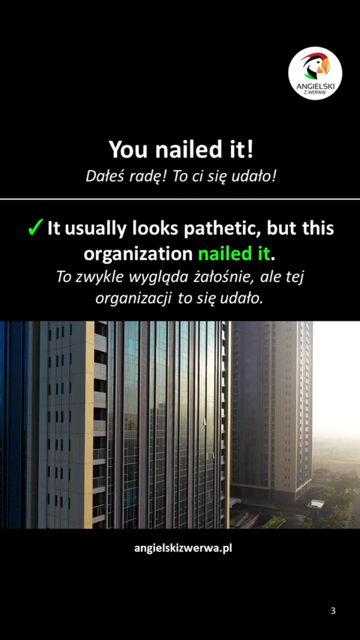 ANGIELSKI
Z WERWĄ!
You nailed it!
Dałeś radę! To ci się udało!
✓It usually looks pathetic, but this
organization nailed it.
To zwykle wygląda żałośnie, ale tej
organizacji to się udało.
angielskizwerwa.pl
3